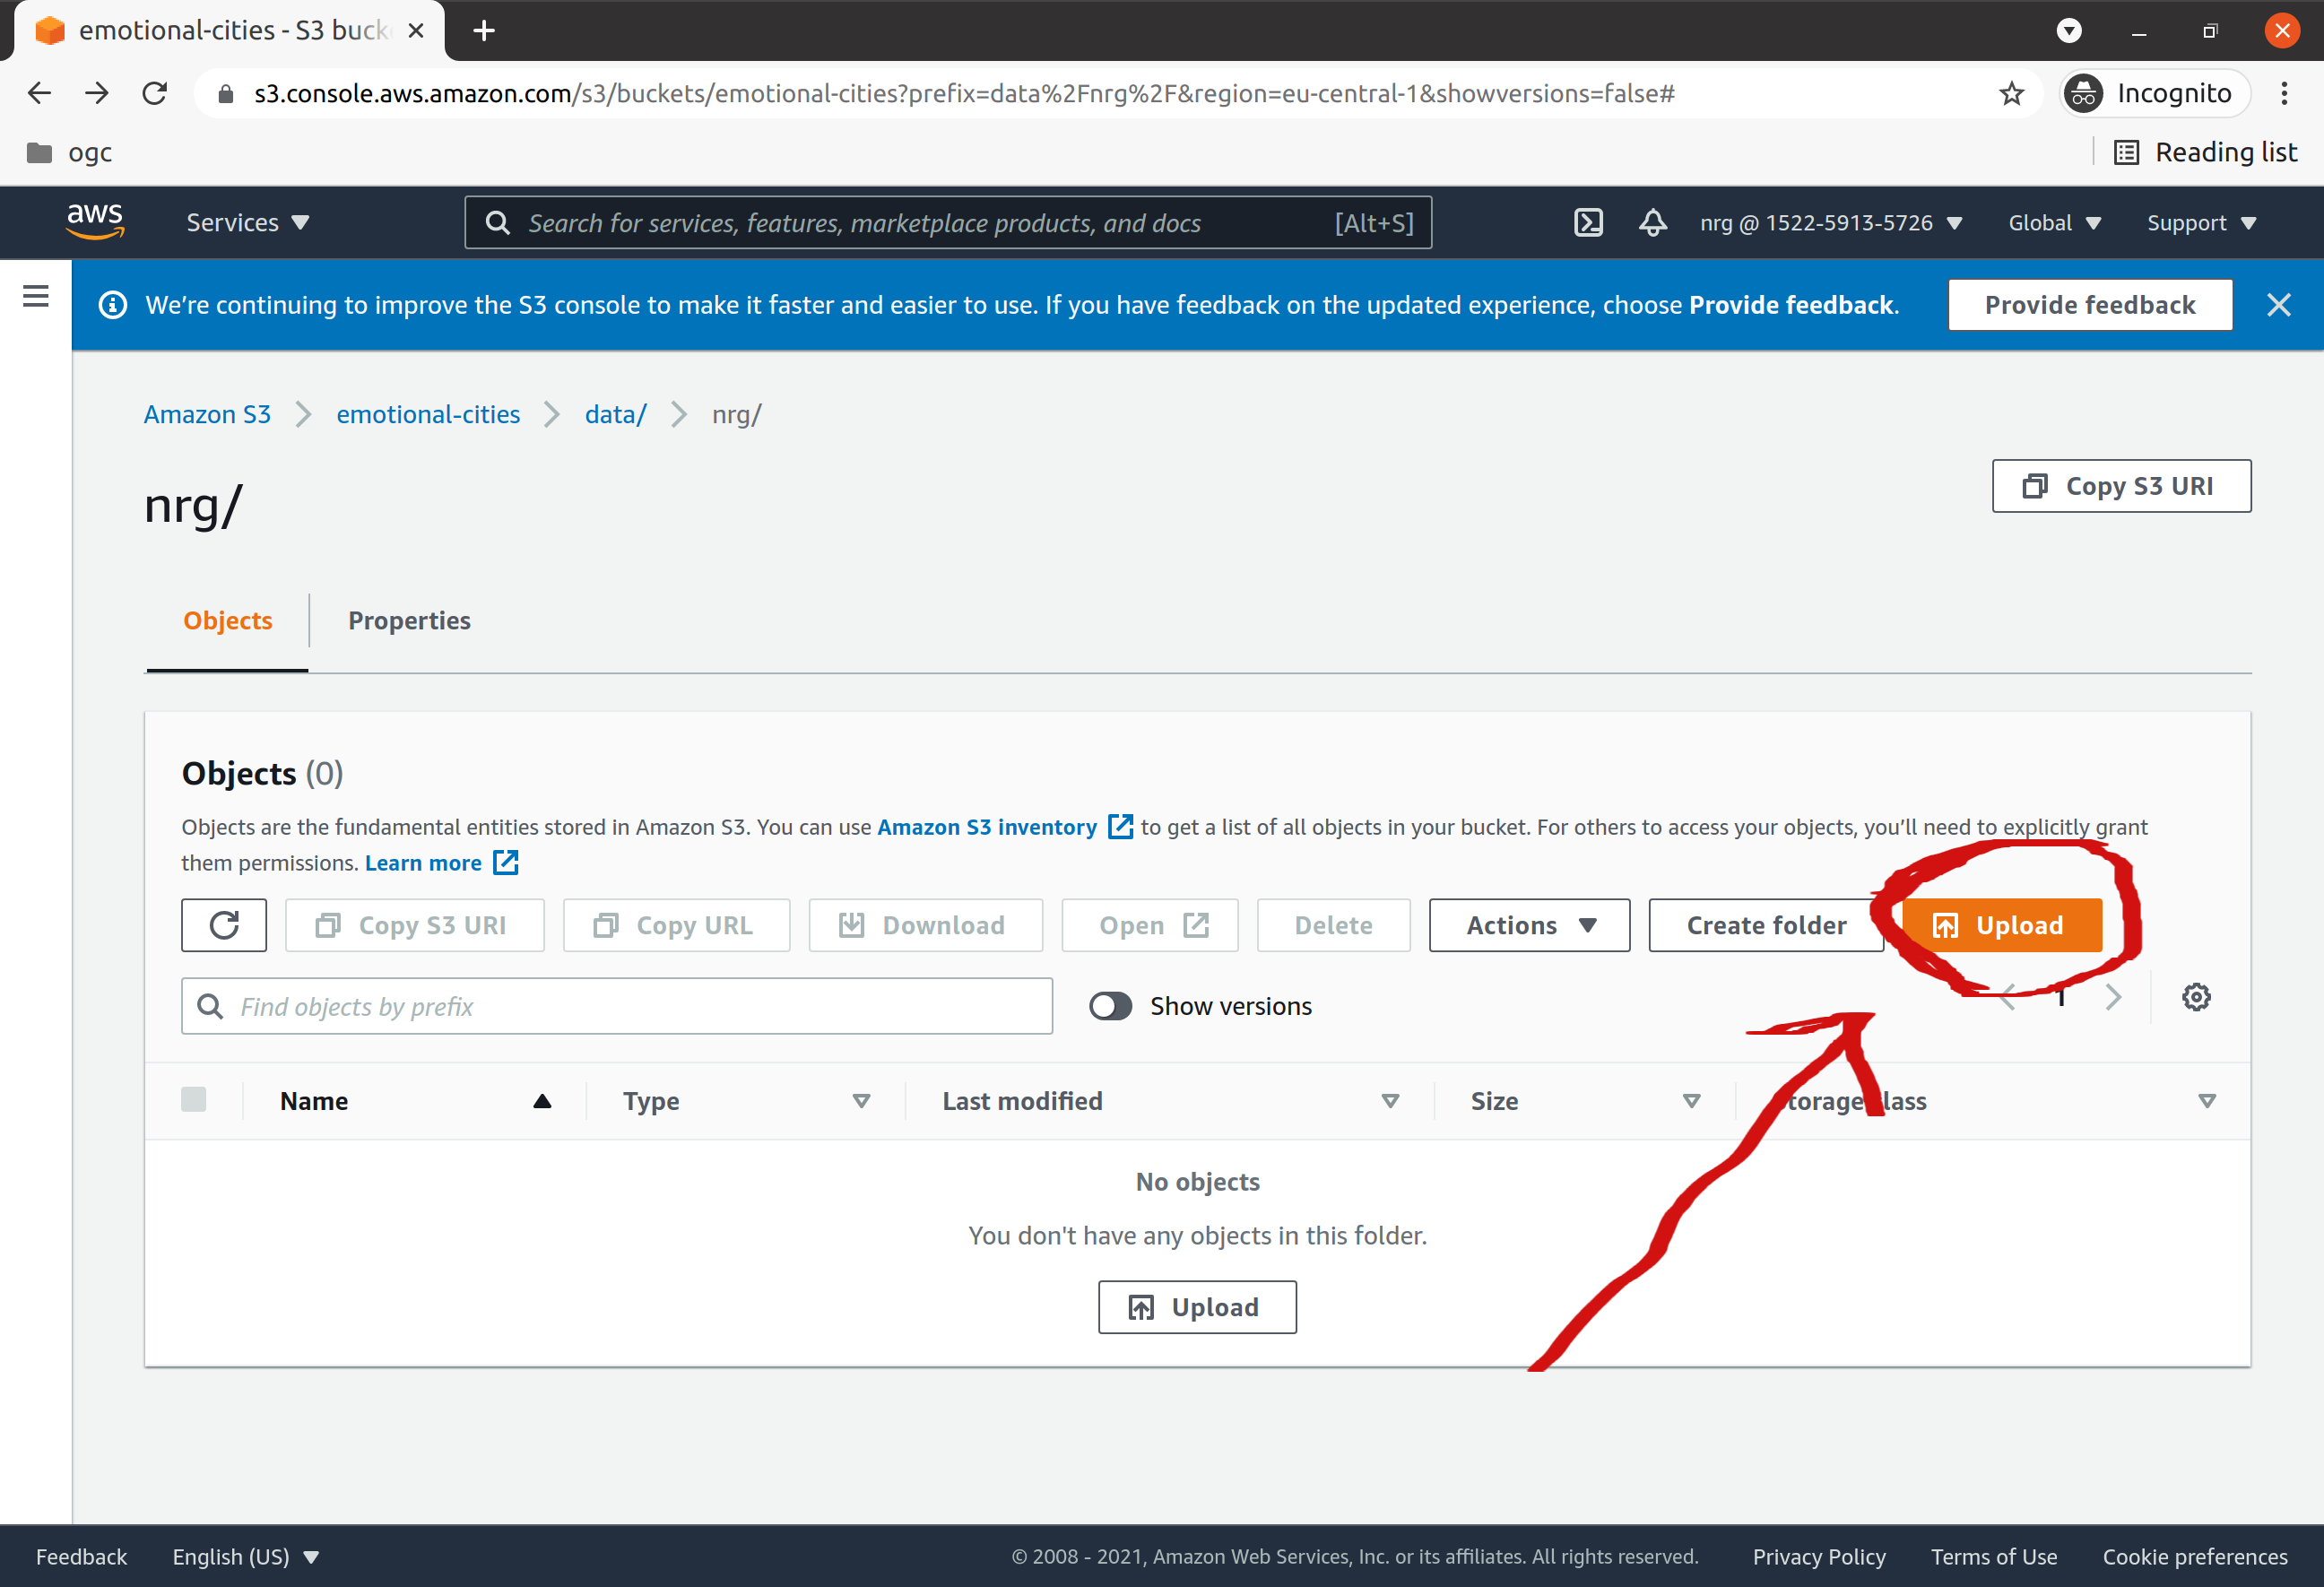 emotional-cities - S3 buck
s3.console.aws.amazon.com/s3/buckets/emotional-cities?prefix=data%2Fnrg%2F&region=eu-central-1&showversions=false#
Incognito
ogc
Reading list
aws
Services
Search for services, features, marketplace products, and docs
[Alt+S]
nrg @ 1522-5913-5726
Global
Support
We’re continuing to improve the S3 console to make it faster and easier to use. If you have feedback on the updated experience, choose Provide feedback.
Provide feedback
Amazon S3 emotional-cities data/ nrg/
nrg/
Copy S3 URI
Objects
Properties
Objects (0)
Objects are the fundamental entities stored in Amazon S3. You can use Amazon S3 inventory to get a list of all objects in your bucket. For others to access your objects, you’ll need to explicitly grant
them permissions. Learn more
Copy S3 URI
Copy URL
Download
Open
Delete
Actions
Create folder
Upload
Find objects by prefix
Show versions
1
Name
Type
Last modified
Size
Storage class
No objects
You don't have any objects in this folder.
Upload
Feedback
English (US)
© 2008 - 2021, Amazon Web Services, Inc. or its affiliates. All rights reserved.
Privacy Policy
Terms of Use
Cookie preferences